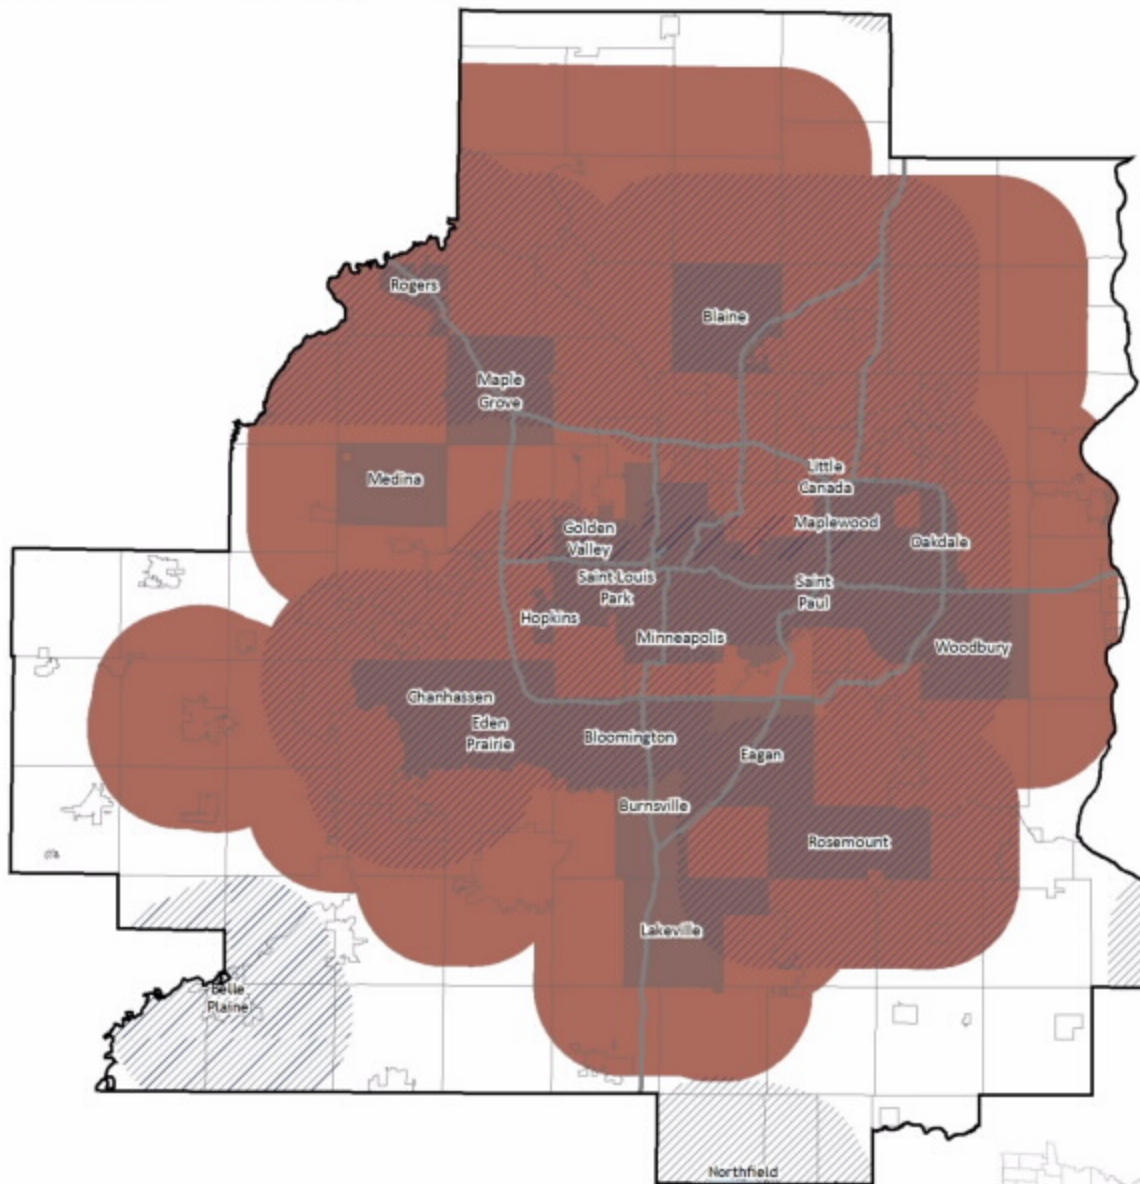 Rogers
Blaine
Maple
Grove
Medina
Little
Canada
Golden
Valley
Maplewood
Oakdale
Saint Louis
Park
Saint
Paul
Hopkins
Minneapolis
Woodbury
Chanhassen
Eden
Prairie
Bloomington
Eagan
Burnsville
Rosemount
Lakeville
Belle
Plaine
Northfield